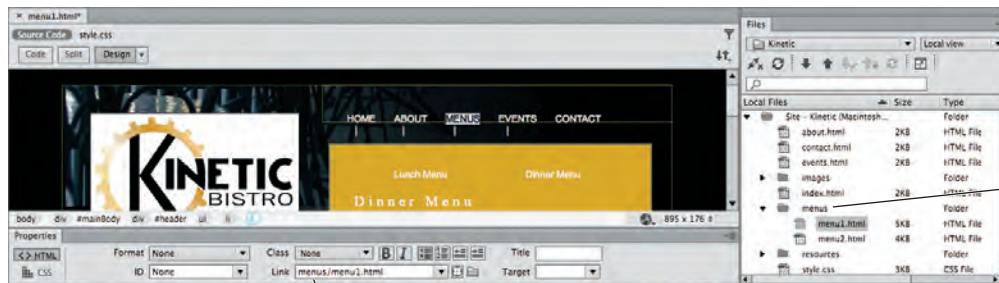 × menu1.html*
Source Code style.css
Code Split Design
HOME ABOUT MENUS EVENTS CONTACT
KINETIC
BISTRO
Lunch Menu Dinner Menu
Dinner Menu
body div #mainBody div #header ul li 895 x 176
Properties
<> HTML Format None Class None B I Title
CSS ID None Link menus/menu1.html Target
Files
Kinetic Local view
Local Files Size Type
Site - Kinetic (Macintosh... Folder
about.html 2KB HTML File
contact.html 2KB HTML File
events.html 2KB HTML File
images Folder
index.html 2KB HTML File
menus Folder
menu1.html 5KB HTML File
menu2.html 4KB HTML File
resources Folder
style.css 3KB CSS File